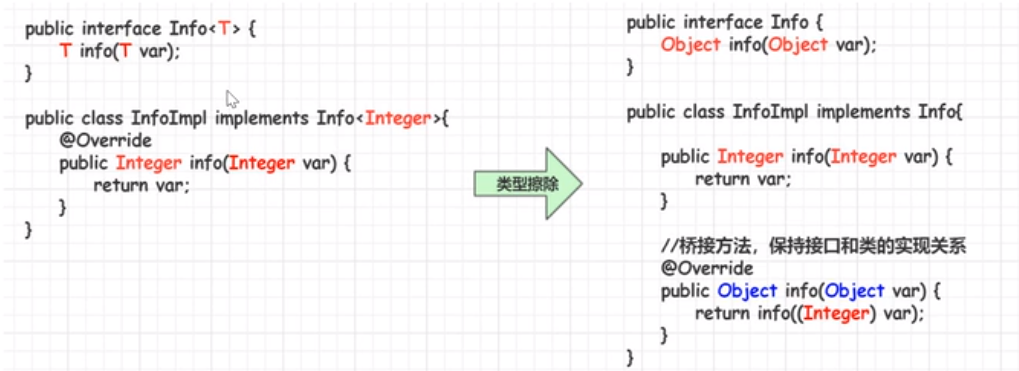 public interface Info<T> {
T info(T var);
}
public class InfoImpl implements Info<Integer>{
@Override
public Integer info(Integer var) {
return var;
}
}
类型擦除
public interface Info {
Object info(Object var);
}
public class InfoImpl implements Info{
public Integer info(Integer var) {
return var;
}
//桥接方法，保持接口和类的实现关系
@Override
public Object info(Object var) {
return info((Integer) var);
}
}